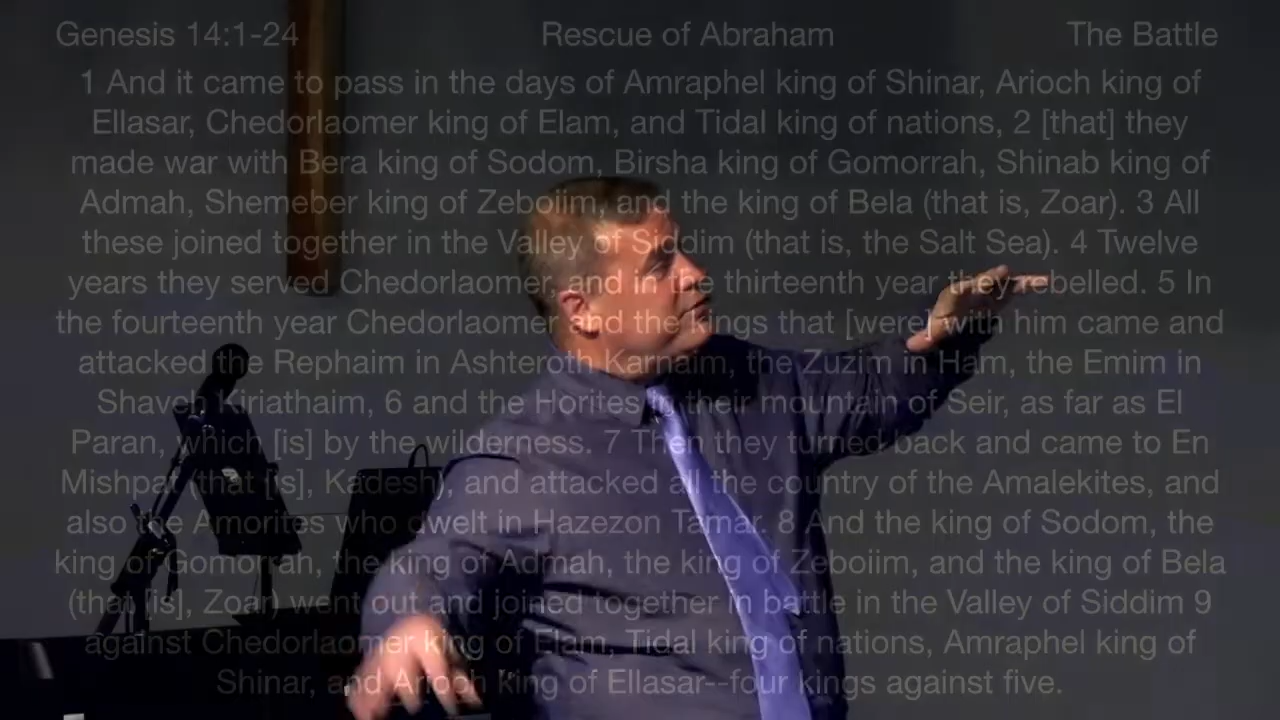 Genesis 14:1-24 Rescue of Abraham The Battle
1 And it came to pass in the days of Amraphel king of Shinar, Arioch king of
Ellasar, Chedorlaomer king of Elam, and Tidal king of nations, 2 [that] they
made war with Bera king of Sodom, Birsha king of Gomorrah, Shinab king of
Admah, Shemeber king of Zeboiim, and the king of Bela (that is, Zoar). 3 All
these joined together in the Valley of Siddim (that is, the Salt Sea). 4 Twelve
years they served Chedorlaomer, and in the thirteenth year they rebelled. 5 In
the fourteenth year Chedorlaomer and the kings that [were] with him came and
attacked the Rephaim in Ashteroth Karnaim, the Zuzim in Ham, the Emim in
Shaveh Kiriathaim, 6 and the Horites in their mountain of Seir, as far as El
Paran, which [is] by the wilderness. 7 Then they turned back and came to En
Mishpat (that [is], Kadesh), and attacked all the country of the Amalekites, and
also the Amorites who dwelt in Hazezon Tamar. 8 And the king of Sodom, the
king of Gomorrah, the king of Admah, the king of Zeboiim, and the king of Bela
(that [is], Zoar) went out and joined together in battle in the Valley of Siddim 9
against Chedorlaomer king of Elam, Tidal king of nations, Amraphel king of
Shinar, and Arioch king of Ellasar--four kings against five.